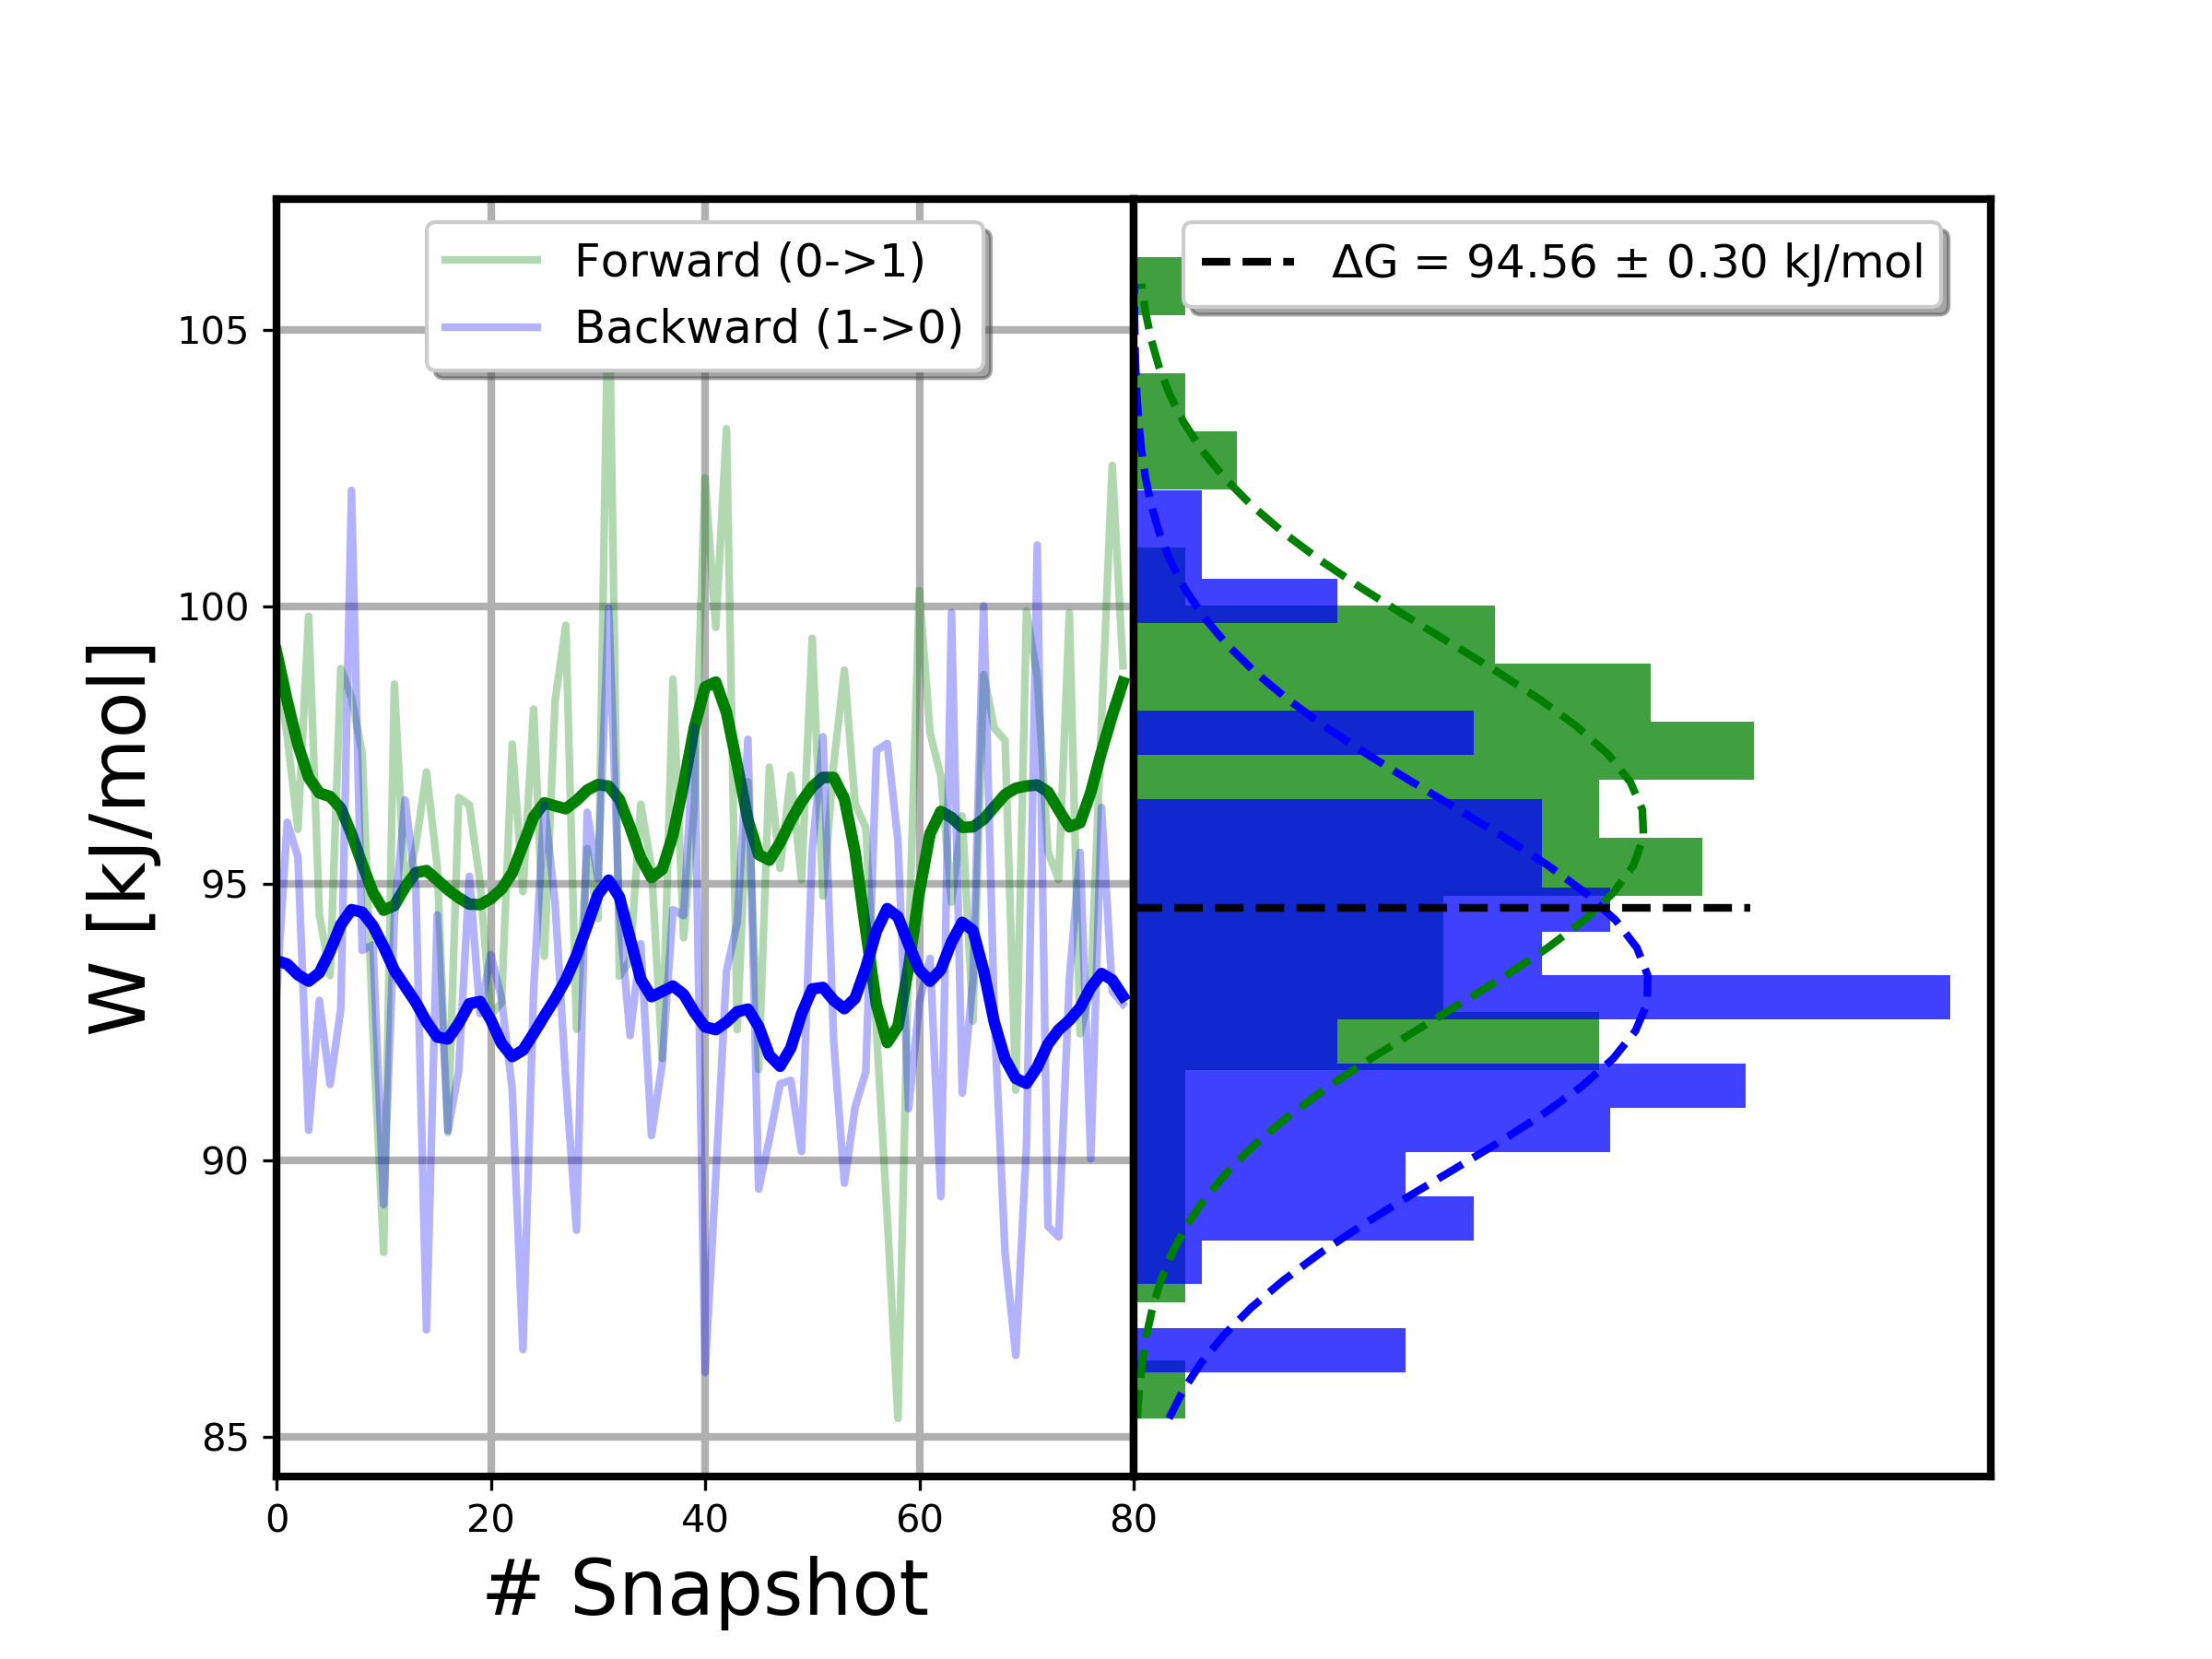 Forward (0->1)
Backward (1->0)
ΔG = 94.56 ± 0.30 kJ/mol
W [kJ/mol]
105
100
95
90
85
0 20 40 60 80
# Snapshot